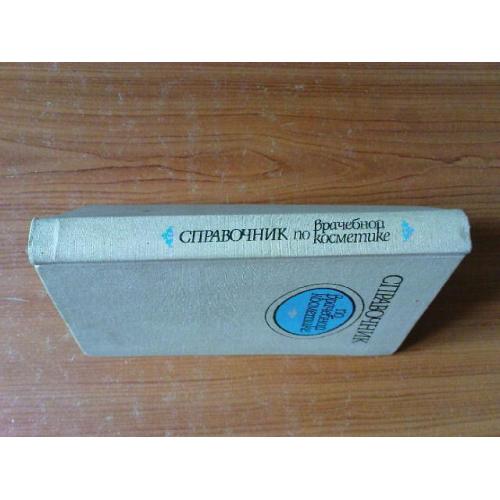 СПРАВОЧНИК по врачебной
косметике
СПРАВОЧНИК
по
врачебной
косметике